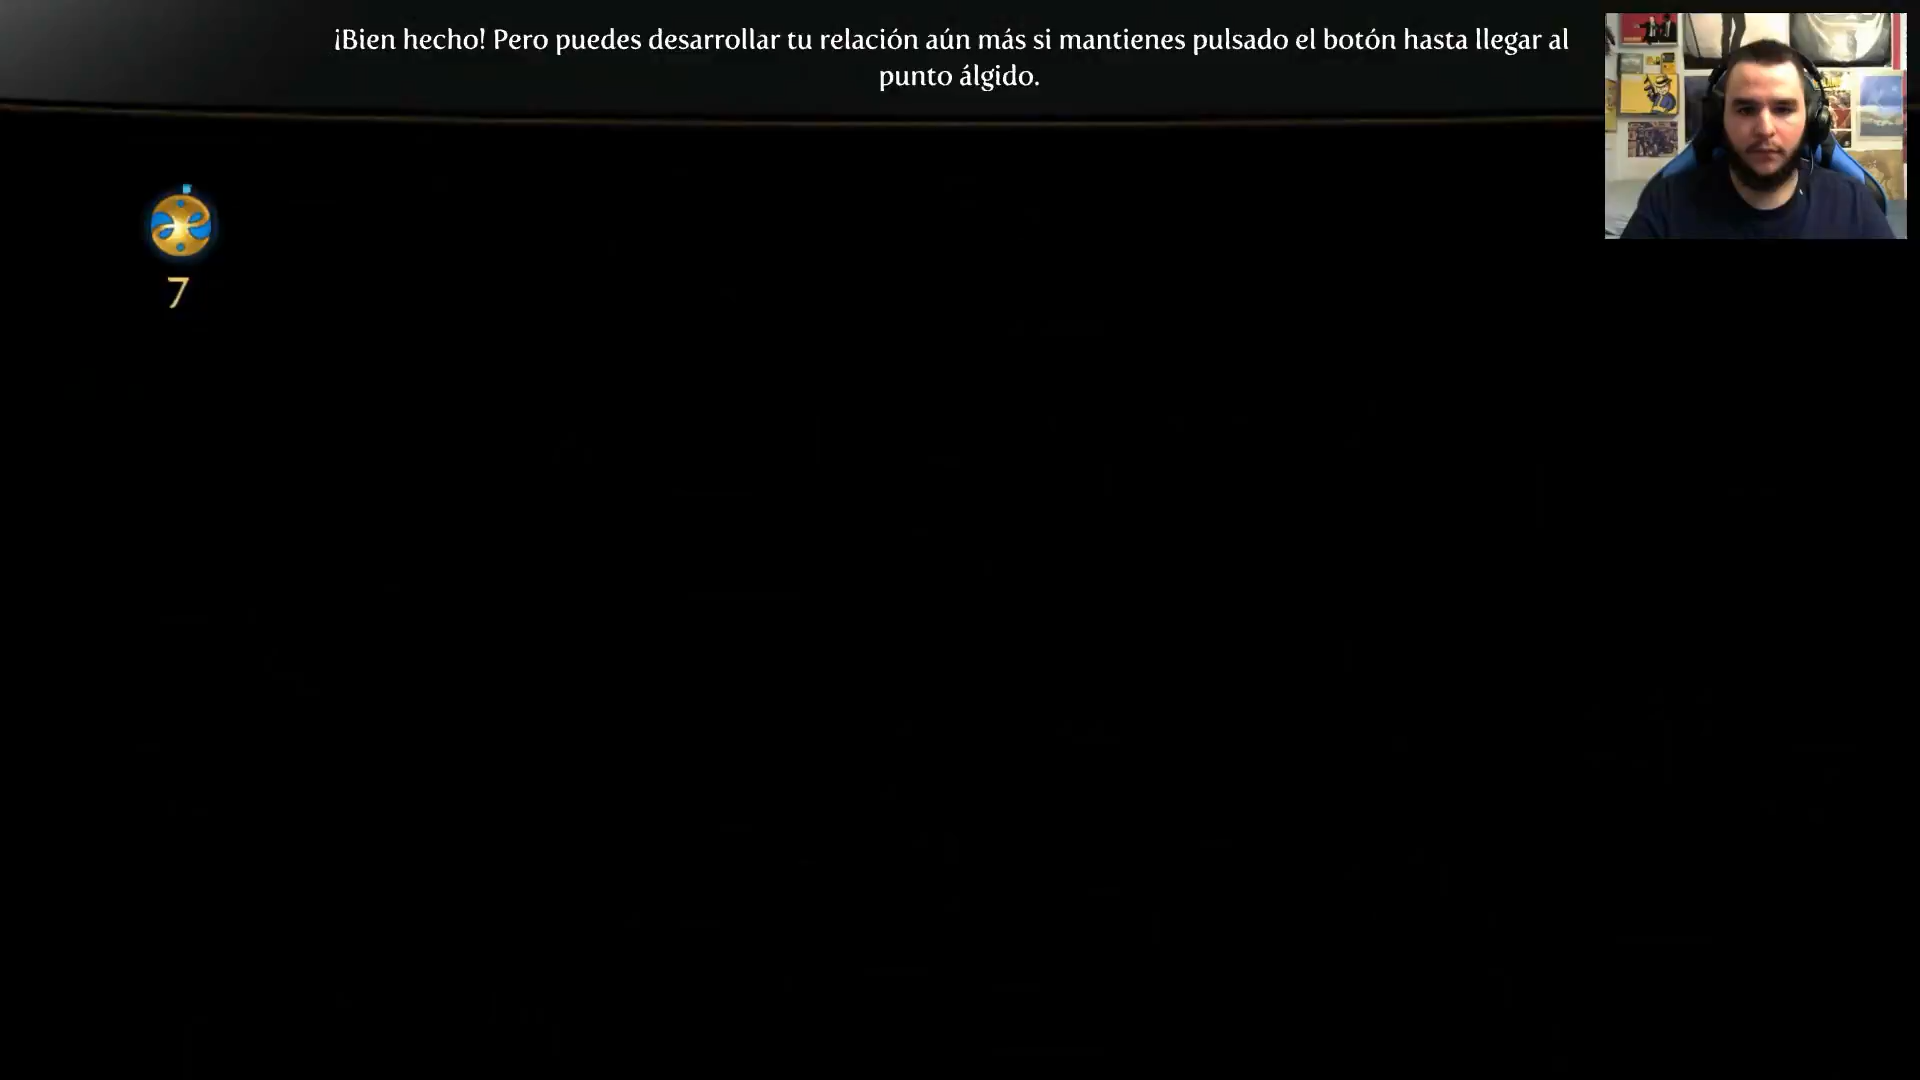 ¡Bien hecho! Pero puedes desarrollar tu relación aún más si mantienes pulsado el botón hasta llegar al
punto álgido.
7